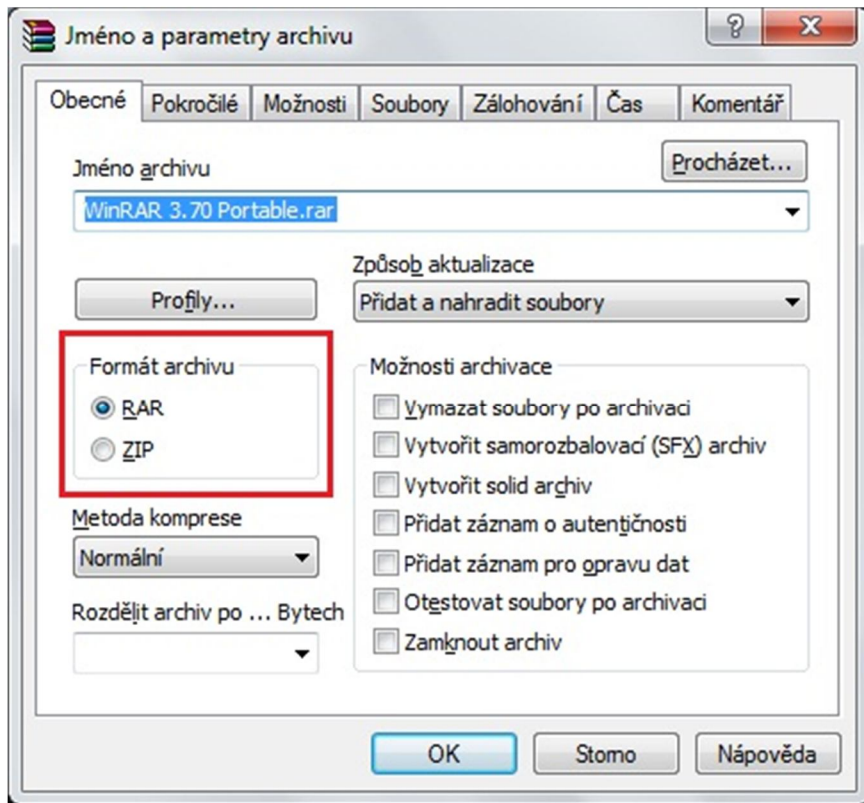 Jméno a parametry archivu
Obecné Pokročilé Možnosti Soubory Zálohování Čas Komentář
Jméno archivu
Procházet...
WinRAR 3.70 Portable.rar
Profily...
Způsob aktualizace
Přidat a nahradit soubory
Formát archivu
RAR
ZIP
Metoda komprese
Normální
Rozdělit archiv po ... Bytech
Možnosti archivace
Vymazat soubory po archivaci
Vytvořit samorozbalovací (SFX) archiv
Vytvořit solid archiv
Přidat záznam o autentičnosti
Přidat záznam pro opravu dat
Otestovat soubory po archivaci
Zamknout archiv
OK Storno Nápověda